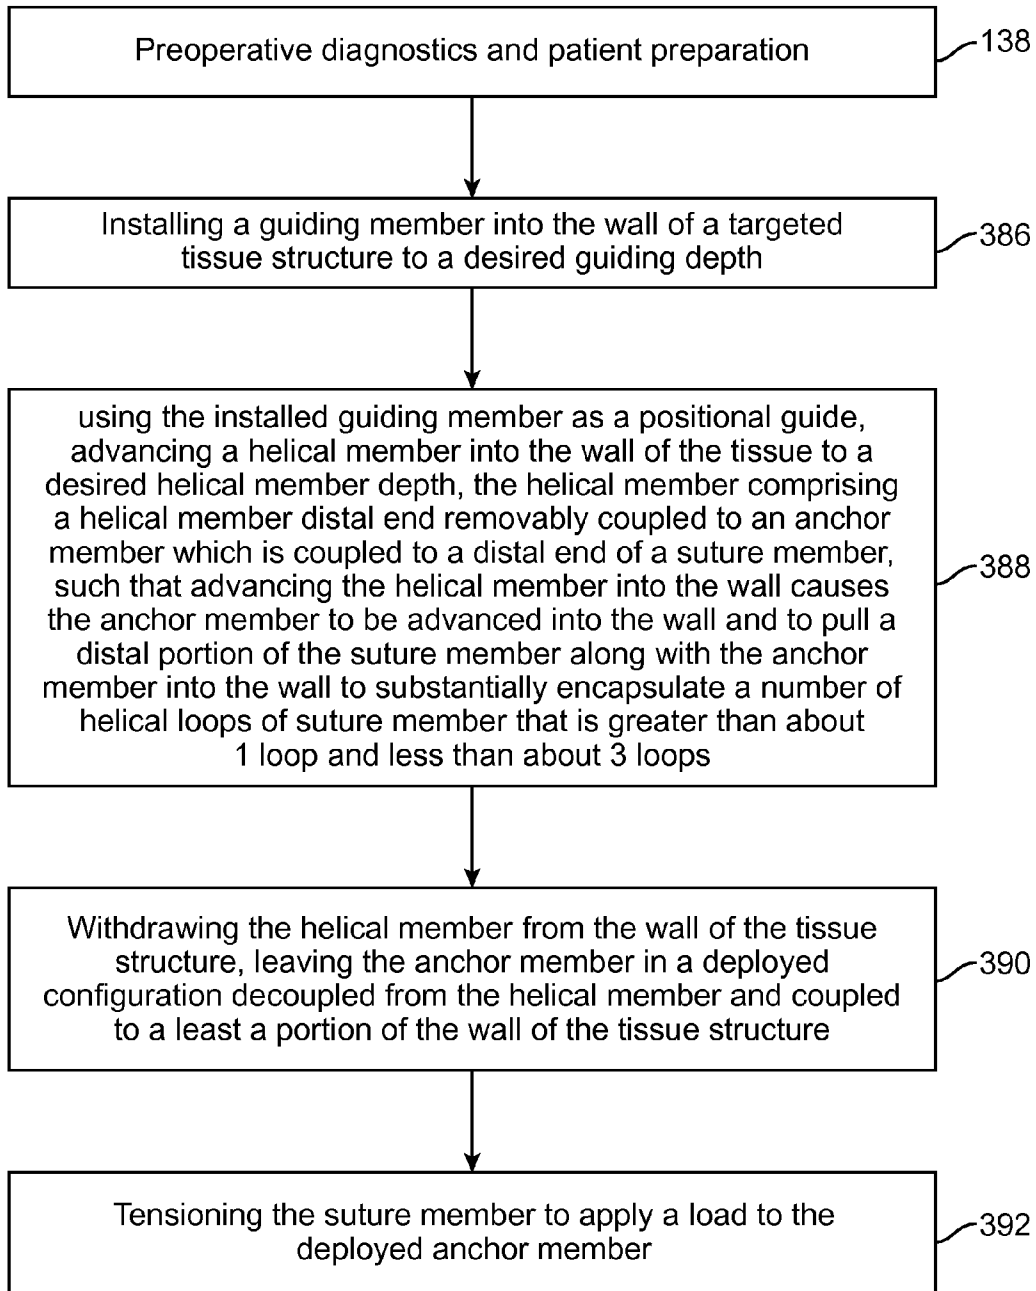 Preoperative diagnostics and patient preparation
138
Installing a guiding member into the wall of a targeted
tissue structure to a desired guiding depth
386
using the installed guiding member as a positional guide,
advancing a helical member into the wall of the tissue to a
desired helical member depth, the helical member comprising
a helical member distal end removably coupled to an anchor
member which is coupled to a distal end of a suture member,
such that advancing the helical member into the wall causes
the anchor member to be advanced into the wall and to pull a
distal portion of the suture member along with the anchor
member into the wall to substantially encapsulate a number of
helical loops of suture member that is greater than about
1 loop and less than about 3 loops
388
Withdrawing the helical member from the wall of the tissue
structure, leaving the anchor member in a deployed
configuration decoupled from the helical member and coupled
to a least a portion of the wall of the tissue structure
390
Tensioning the suture member to apply a load to the
deployed anchor member
392